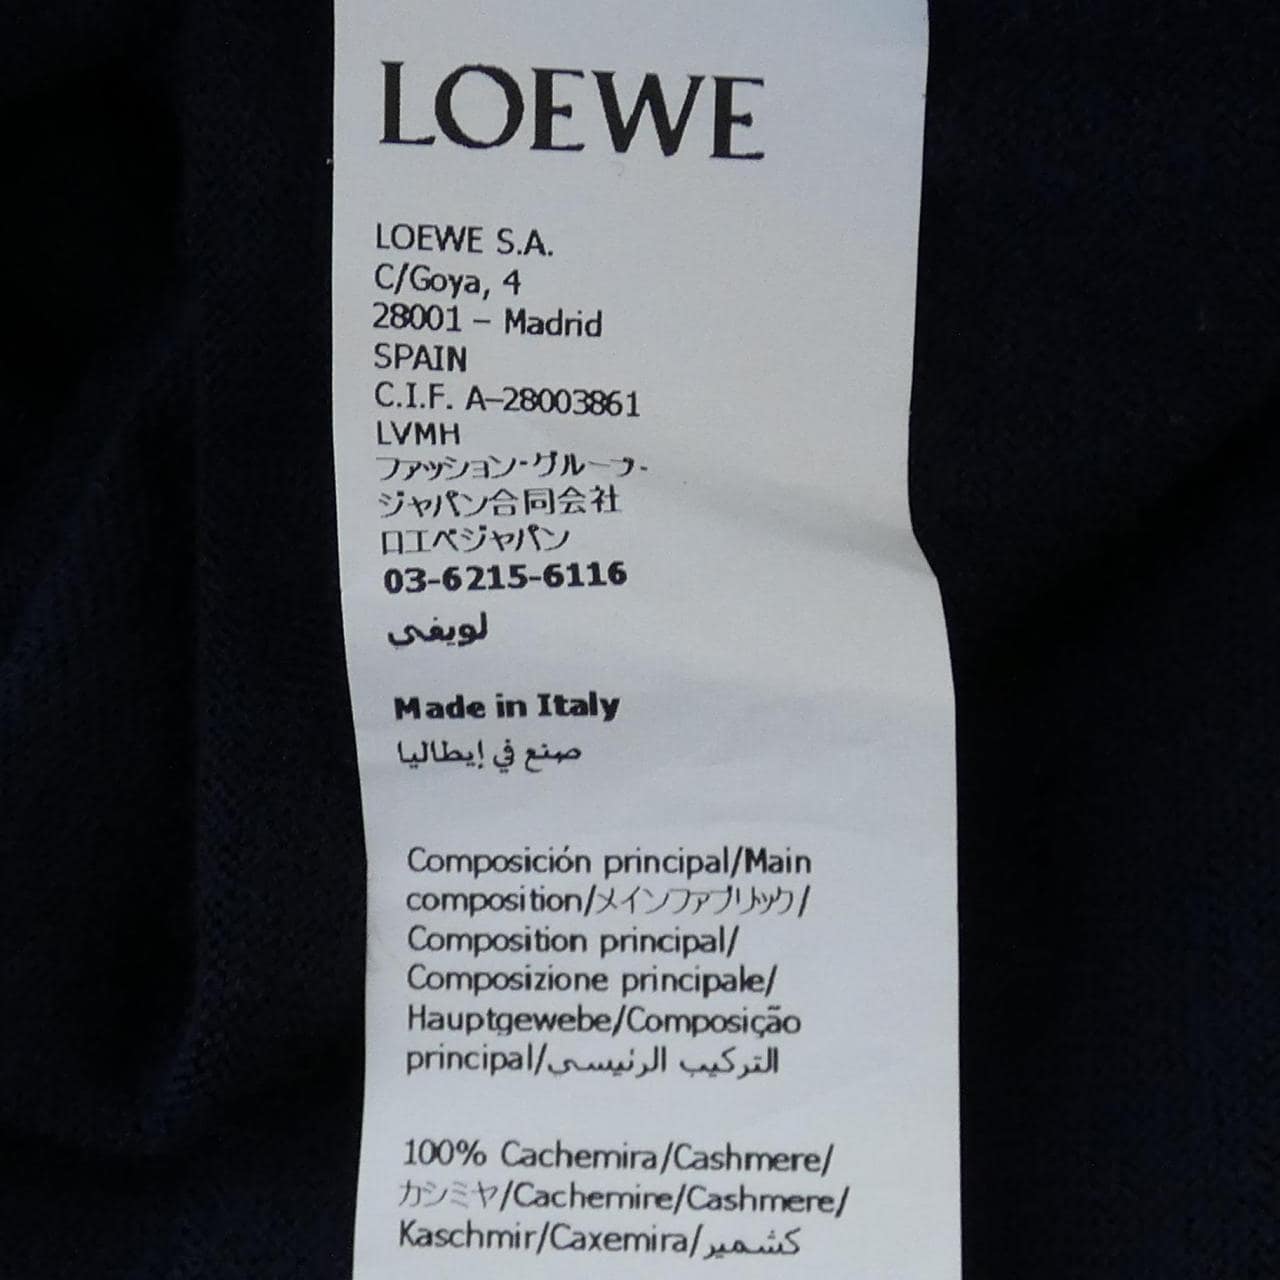 LOEWE
LOEWE S.A.
C/Goya, 4
28001 – Madrid
SPAIN
C.I.F. A–28003861
LVMH
ファッション・グループ・
ジャパン合同会社
ロエベジャパン
03-6215-6116
لويفي
Made in Italy
صنع في إيطاليا
Composición principal/Main
composition/メインファブリック/
Composition principal/
Composizione principale/
Hauptgewebe/Composição
principal/التركيب الرئيسي
100% Cachemira/Cashmere/
カシミヤ/Cachemire/Cashmere/
Kaschmir/Caxemira/كشمير